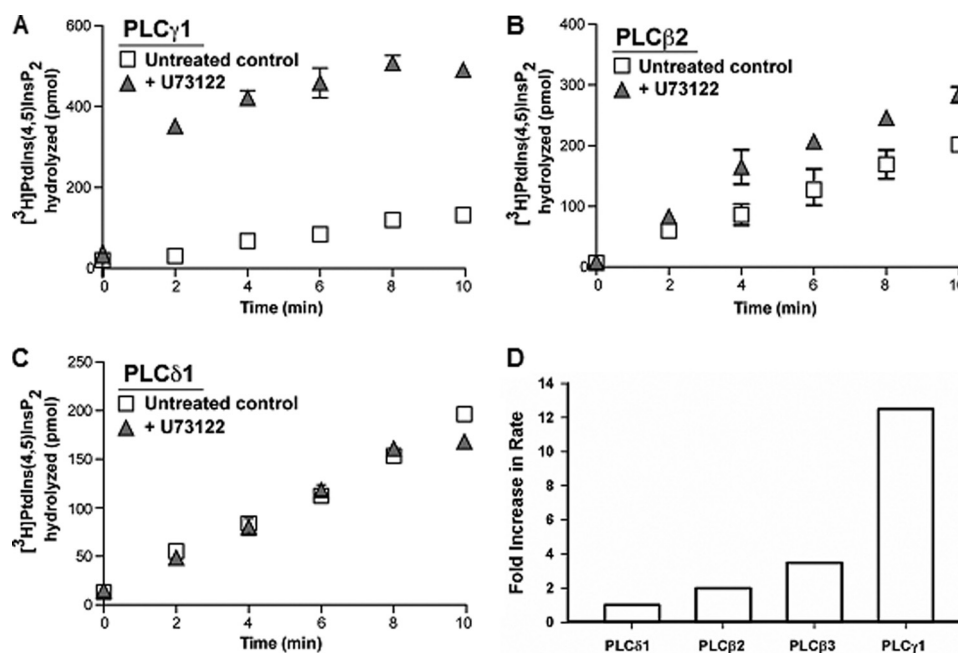 A
PLCγ1
Untreated control
+ U73122
[³H]PtdIns(4,5)InsP₂
hydrolyzed (pmol)
600
400
200
0
0 2 4 6 8 10
Time (min)
B
PLCβ2
Untreated control
+ U73122
[³H]PtdIns(4,5)InsP₂
hydrolyzed (pmol)
400
300
200
100
0
0 2 4 6 8 10
Time (min)
C
PLCδ1
Untreated control
+ U73122
[³H]PtdIns(4,5)InsP₂
hydrolyzed (pmol)
250
200
150
100
50
0
0 2 4 6 8 10
Time (min)
D
Fold Increase in Rate
14
12
10
8
6
4
2
0
PLCδ1 PLCβ2 PLCβ3 PLCγ1